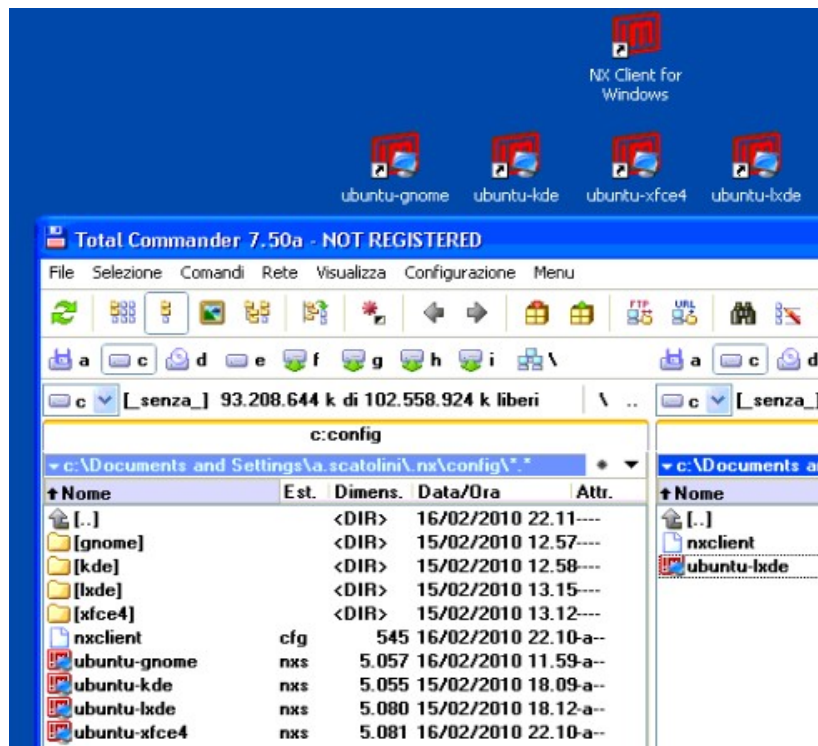 NX Client for
Windows
ubuntu-gnome ubuntu-kde ubuntu-xfce4 ubuntu-lxde
Total Commander 7.50a - NOT REGISTERED
File Selezione Comandi Rete Visualizza Configurazione Menu
FTP URL
a c d e f g h i \ a c d
c [_senza_] 93.208.644 k di 102.558.924 k liberi \ .. c [_senza_]
c:config
c:\Documents and Settings\a.scatolini\.nx\config\*.* * c:\Documents a
Nome Est. Dimens. Data/Ora Attr. Nome
[..] <DIR> 16/02/2010 22.11---- [..]
[gnome] <DIR> 15/02/2010 12.57---- nxclient
[kde] <DIR> 15/02/2010 12.58---- ubuntu-lxde
[lxde] <DIR> 15/02/2010 13.15----
[xfce4] <DIR> 15/02/2010 13.12----
nxclient cfg 545 16/02/2010 22.10-a--
ubuntu-gnome nxs 5.057 16/02/2010 11.59-a--
ubuntu-kde nxs 5.055 15/02/2010 18.09-a--
ubuntu-lxde nxs 5.080 15/02/2010 18.12-a--
ubuntu-xfce4 nxs 5.081 16/02/2010 22.10-a--